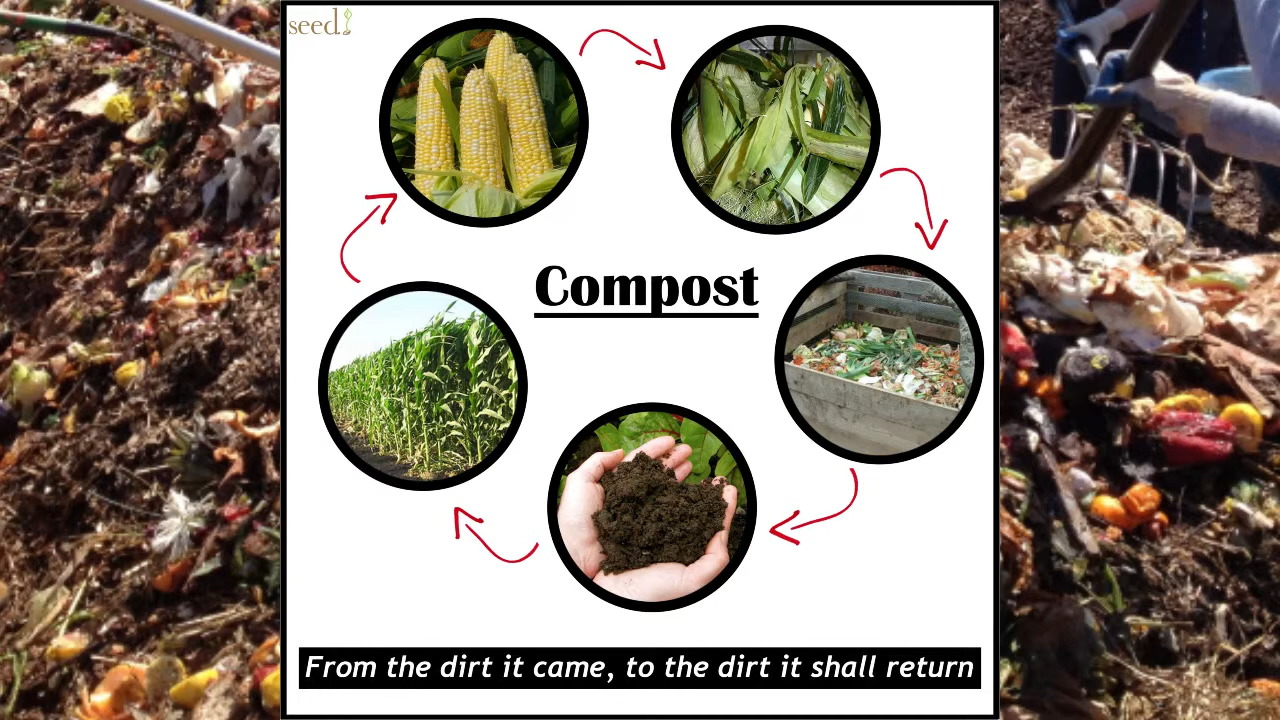 seed
Compost
From the dirt it came, to the dirt it shall return